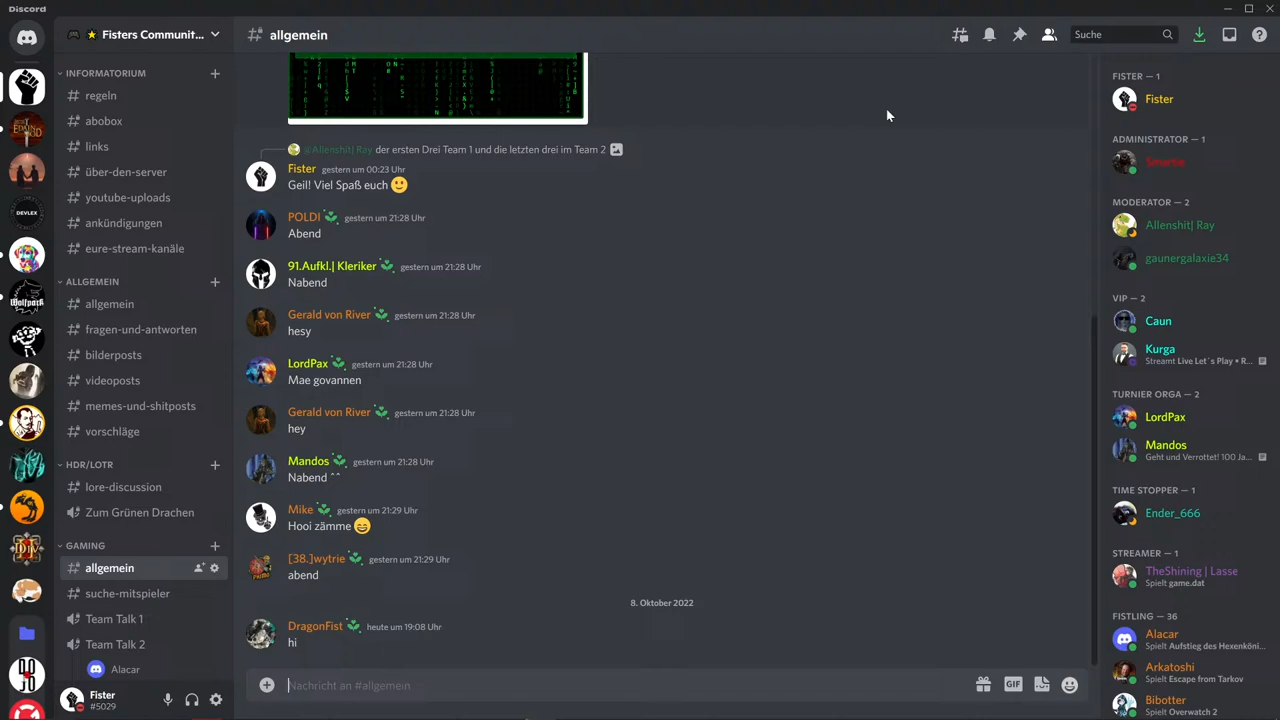 Discord
Fisters Communit...
INFORMATORIUM
regeln
abobox
links
über-den-server
youtube-uploads
ankündigungen
eure-stream-kanäle
ALLGEMEIN
allgemein
fragen-und-antworten
bilderposts
videoposts
memes-und-shitposts
vorschläge
HDR/LOTR
lore-discussion
Zum Grünen Drachen
GAMING
allgemein
suche-mitspieler
Team Talk 1
Team Talk 2
Alacar
Fister
#5029
DEVLEX
Wolfpark
DOJO
allgemein
Suche
@Allenshit| Ray der ersten Drei Team 1 und die letzten drei im Team 2
Fister gestern um 00:23 Uhr
Geil! Viel Spaß euch 🙂
POLDI gestern um 21:28 Uhr
Abend
91.Aufkl.| Kleriker gestern um 21:28 Uhr
Nabend
Gerald von River gestern um 21:28 Uhr
hesy
LordPax gestern um 21:28 Uhr
Mae govannen
Gerald von River gestern um 21:28 Uhr
hey
Mandos gestern um 21:28 Uhr
Nabend ^^
Mike gestern um 21:29 Uhr
Hooi zämme 😄
[38.]wytrie gestern um 21:29 Uhr
abend
8. Oktober 2022
DragonFist heute um 19:08 Uhr
hi
Nachricht an #allgemein
GIF
FISTER — 1
Fister
ADMINISTRATOR — 1
Smartie
MODERATOR — 2
Allenshit| Ray
gaunergalaxie34
VIP — 2
Caun
Kurga
Streamt Live Let´s Play • R...
TURNIER ORGA — 2
LordPax
Mandos
Geht und Verrottet! 100 Ja...
TIME STOPPER — 1
Ender_666
STREAMER — 1
TheShining | Lasse
Spielt game.dat
FISTLING — 36
Alacar
Spielt Aufstieg des Hexenköni...
Arkatoshi
Spielt Escape from Tarkov
Bibotter
Spielt Overwatch 2